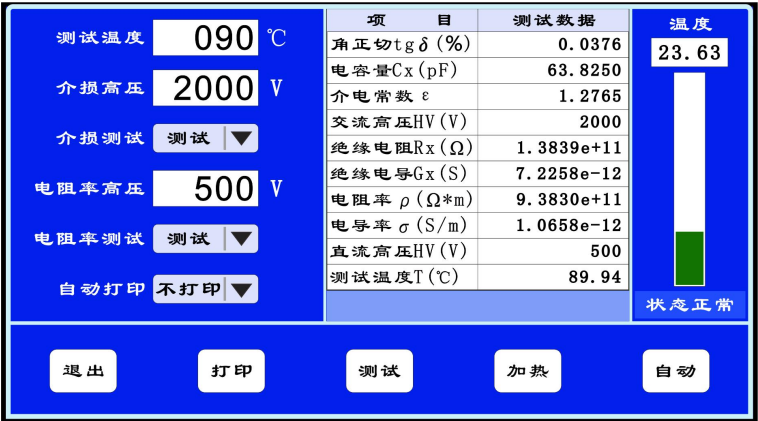 测试温度 090 ℃
介损高压 2000 V
介损测试 测试
电阻率高压 500 V
电阻率测试 测试
自动打印 不打印
项 目 测试数据
角正切tgδ(%) 0.0376
电容量Cx(pF) 63.8250
介电常数 ε 1.2765
交流高压HV(V) 2000
绝缘电阻Rx(Ω) 1.3839e+11
绝缘电导Gx(S) 7.2258e-12
电阻率 ρ(Ω*m) 9.3830e+11
电导率 σ(S/m) 1.0658e-12
直流高压HV(V) 500
测试温度T(℃) 89.94
温度
23.63
状态正常
退出 打印 测试 加热 自动